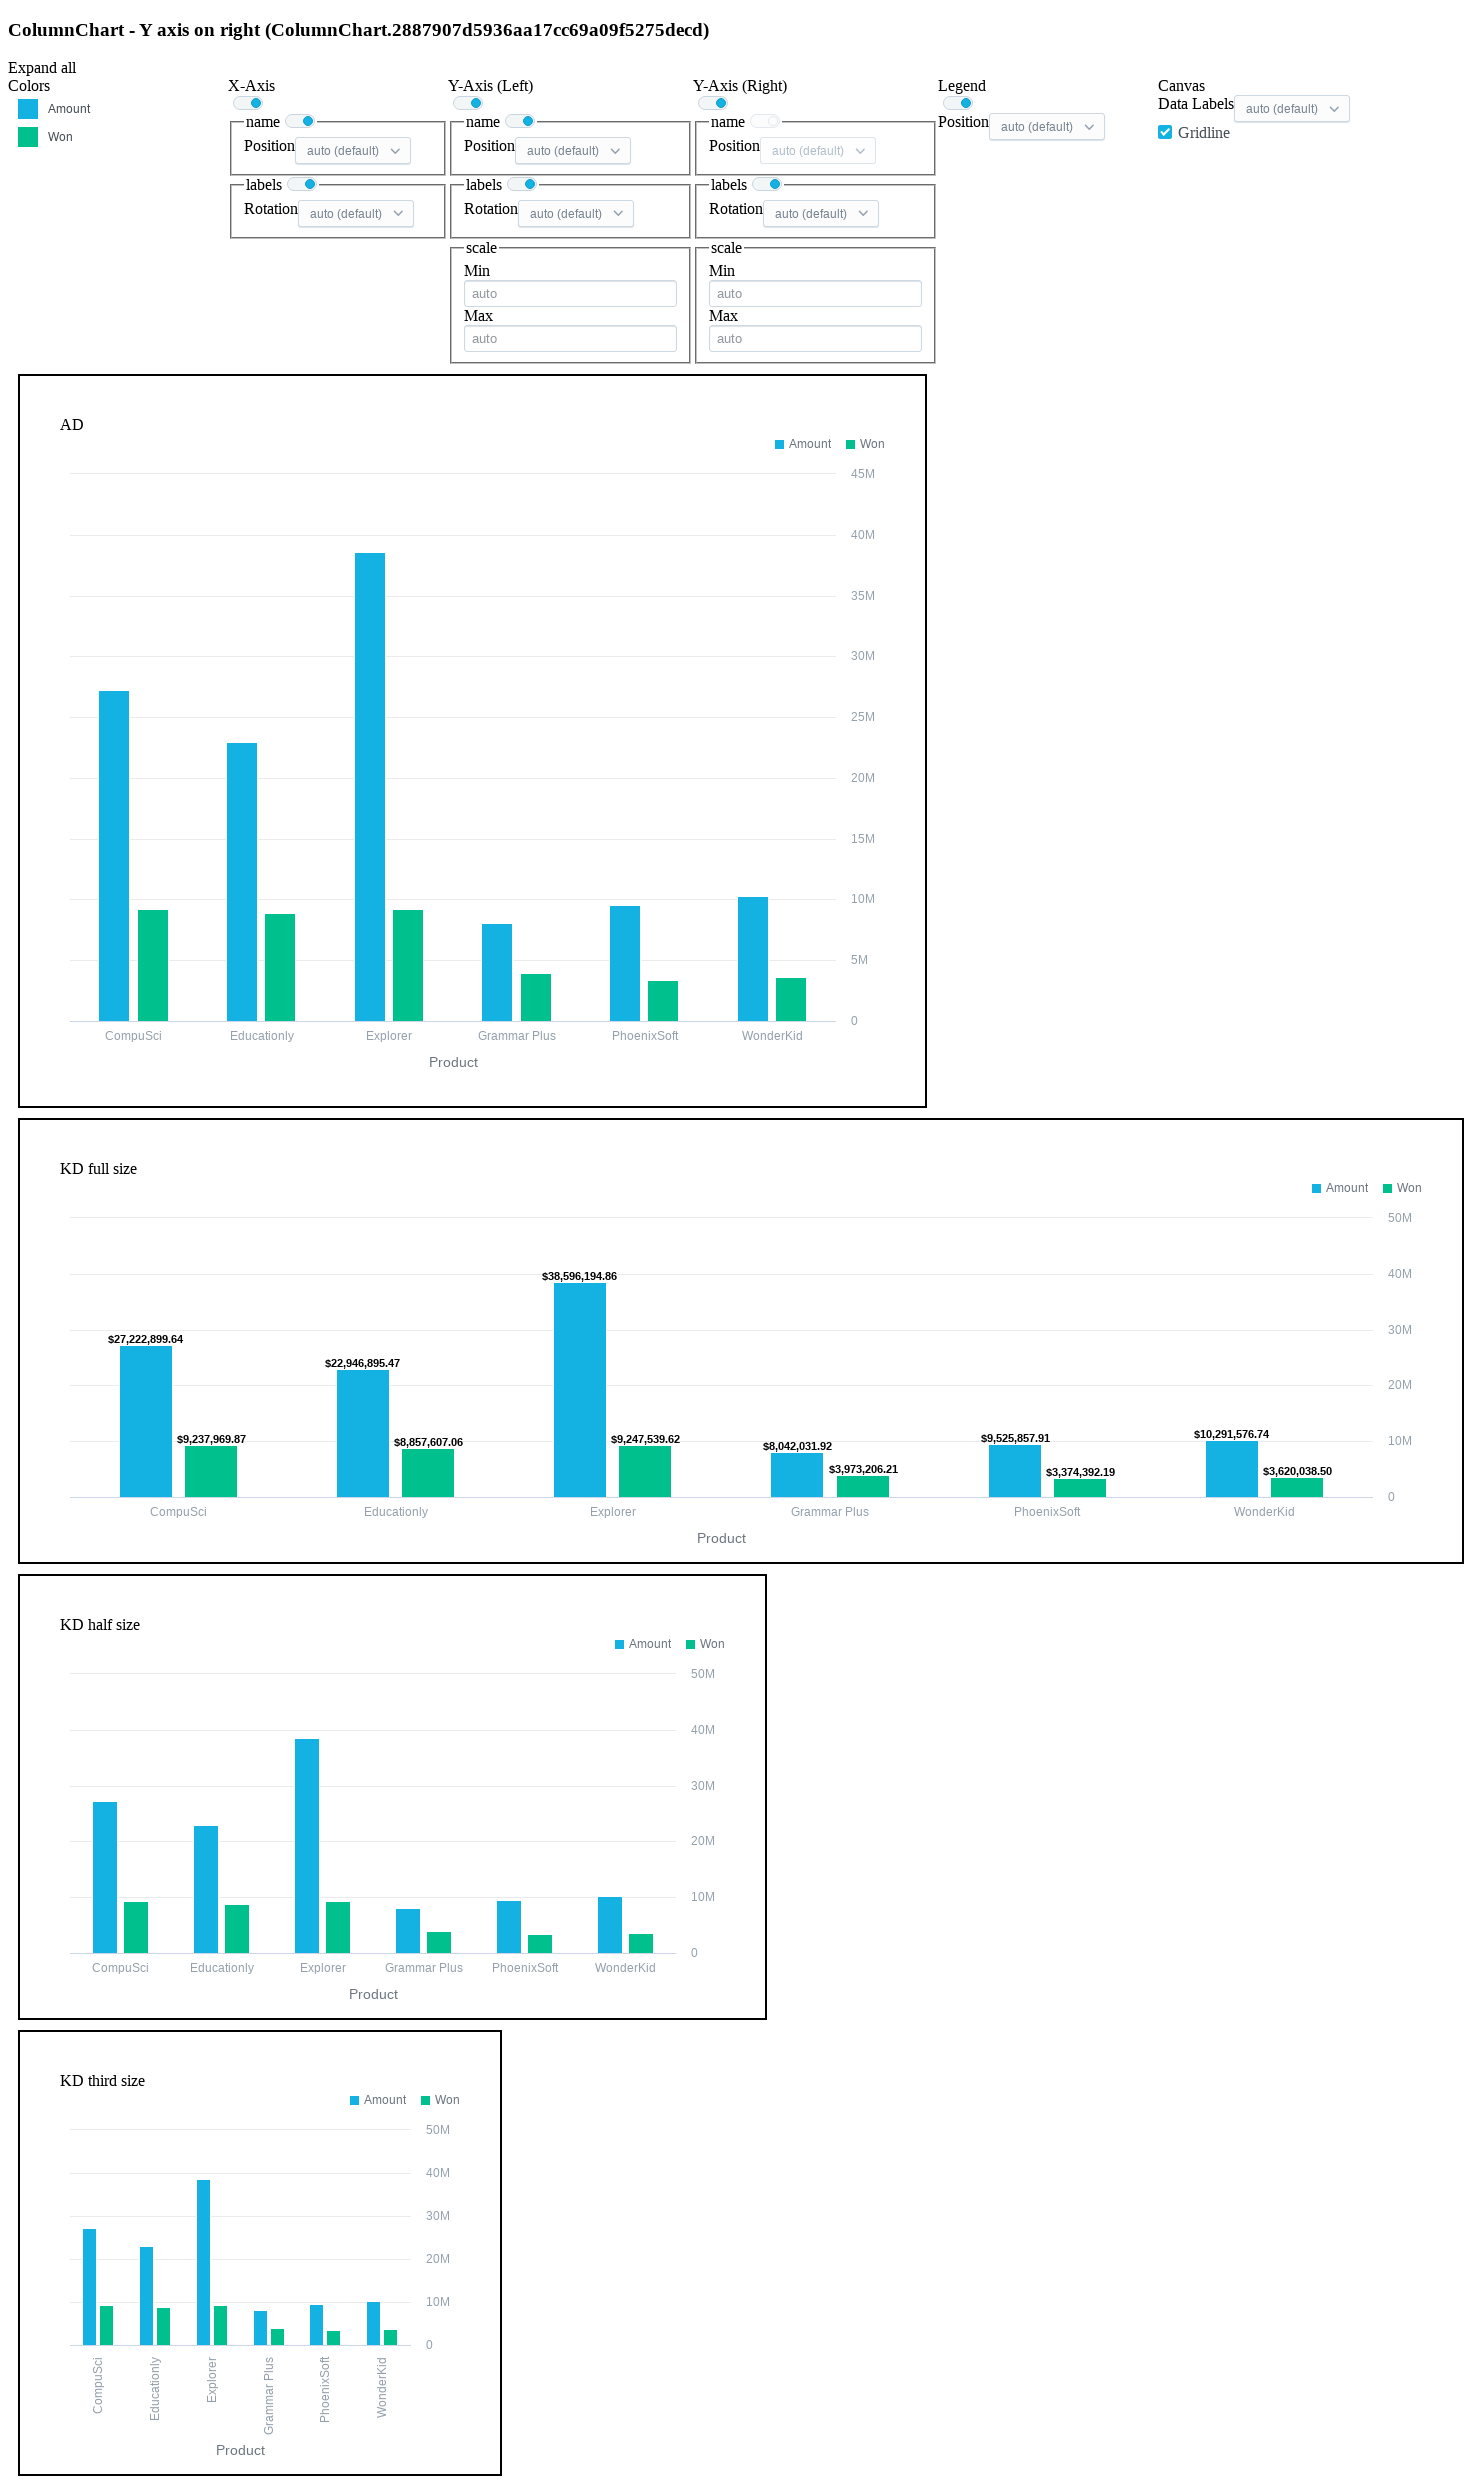 ColumnChart - Y axis on right (ColumnChart.2887907d5936aa17cc69a09f5275decd)
Expand all
Colors
Amount
Won
X-Axis
name
Position auto (default)
labels
Rotation auto (default)
Y-Axis (Left)
name
Position auto (default)
labels
Rotation auto (default)
scale
Min
auto
Max
auto
Y-Axis (Right)
name
Position auto (default)
labels
Rotation auto (default)
scale
Min
auto
Max
auto
Legend
Position auto (default)
Canvas
Data Labels auto (default)
Gridline
AD
Amount Won
45M
40M
35M
30M
25M
20M
15M
10M
5M
0
CompuSci Educationly Explorer Grammar Plus PhoenixSoft WonderKid
Product
KD full size
Amount Won
50M
40M
$38,596,194.86
30M
$27,222,899.64
$22,946,895.47
20M
10M
$10,291,576.74
$9,525,857.91
$9,237,969.87
$9,247,539.62
$8,857,607.06
$8,042,031.92
$3,973,206.21
$3,620,038.50
$3,374,392.19
0
CompuSci Educationly Explorer Grammar Plus PhoenixSoft WonderKid
Product
KD half size
Amount Won
50M
40M
30M
20M
10M
0
CompuSci Educationly Explorer Grammar Plus PhoenixSoft WonderKid
Product
KD third size
Amount Won
50M
40M
30M
20M
10M
0
CompuSci
Educationly
Explorer
Grammar Plus
PhoenixSoft
WonderKid
Product